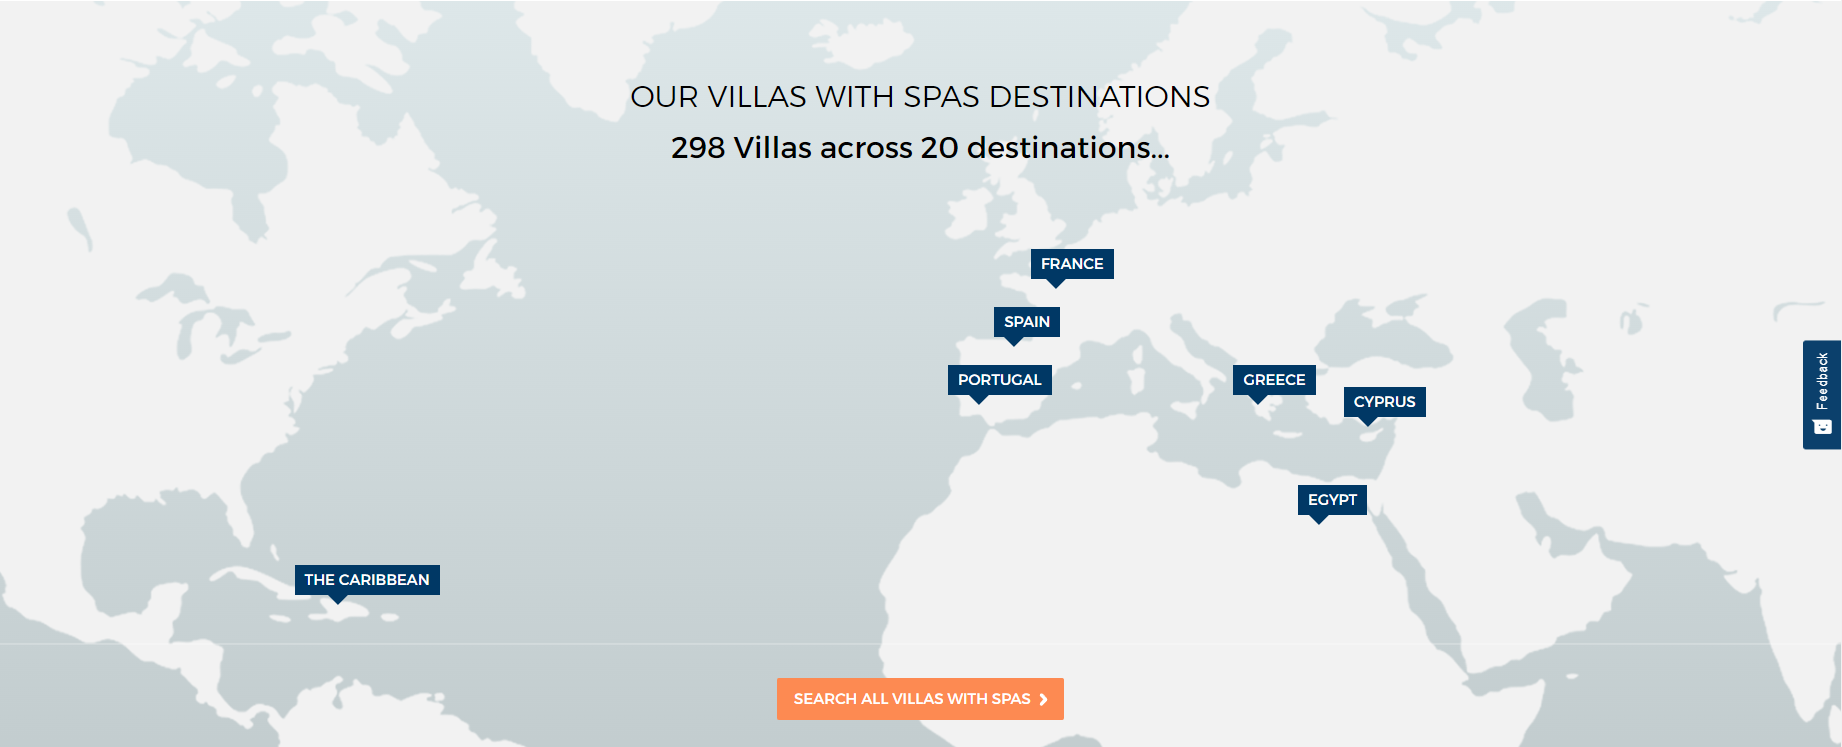 OUR VILLAS WITH SPAS DESTINATIONS
298 Villas across 20 destinations...
FRANCE
SPAIN
PORTUGAL
GREECE
CYPRUS
Feedback
EGYPT
THE CARIBBEAN
SEARCH ALL VILLAS WITH SPAS